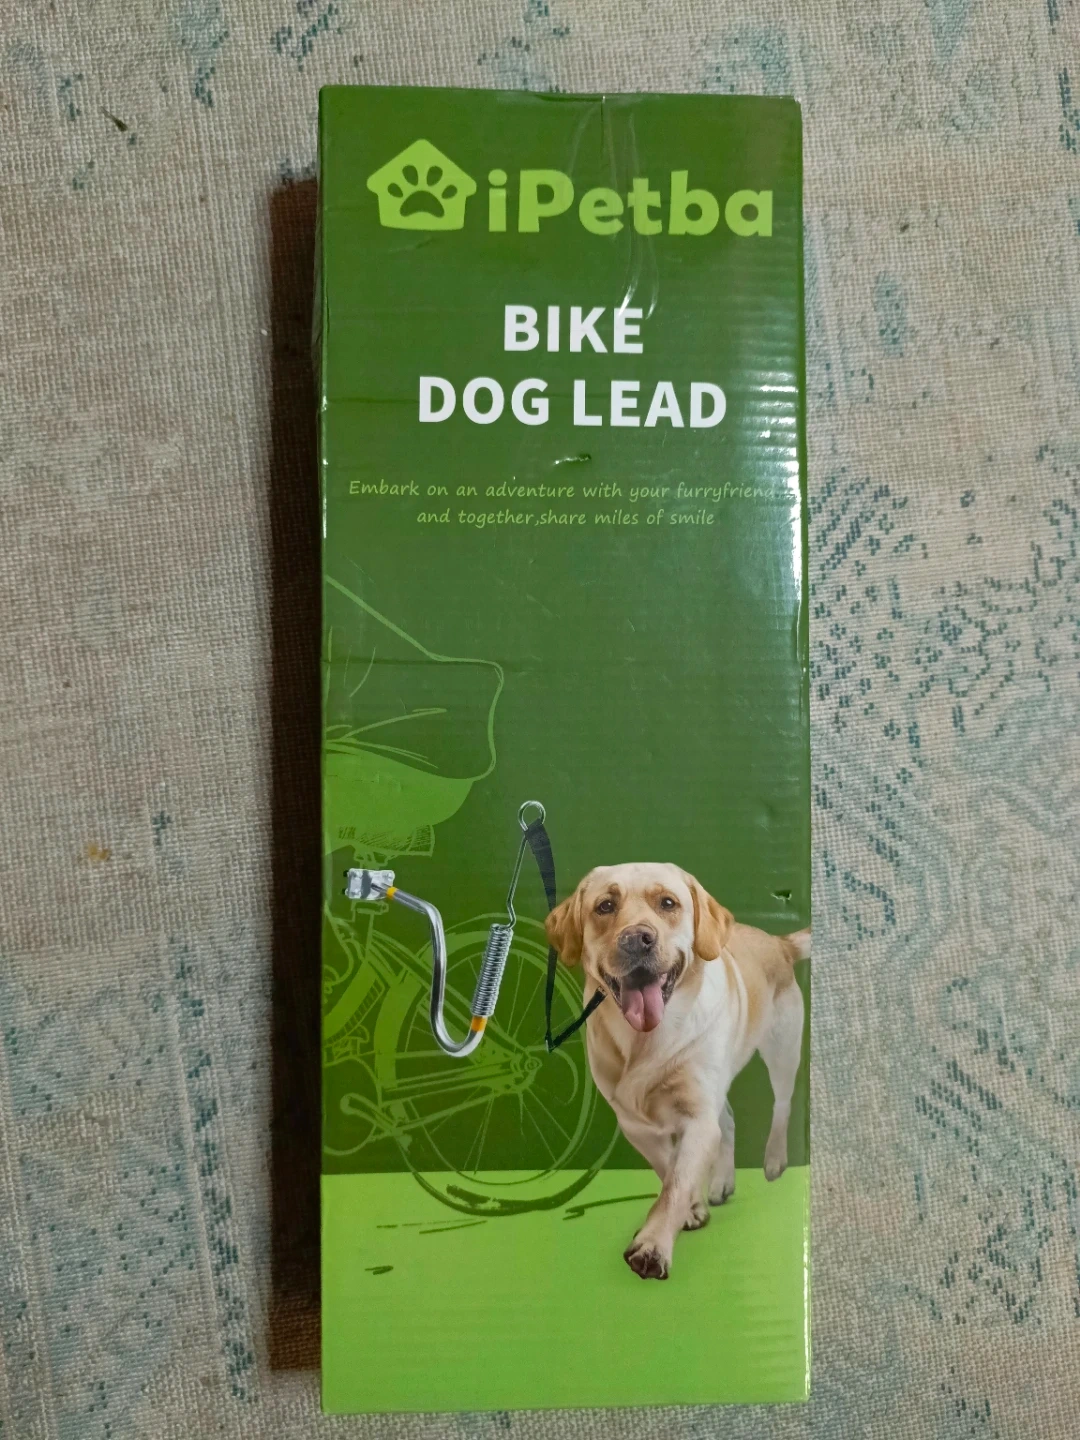 iPetba
BIKE
DOG LEAD
Embark on an adventure with your furryfriend
and together,share miles of smile